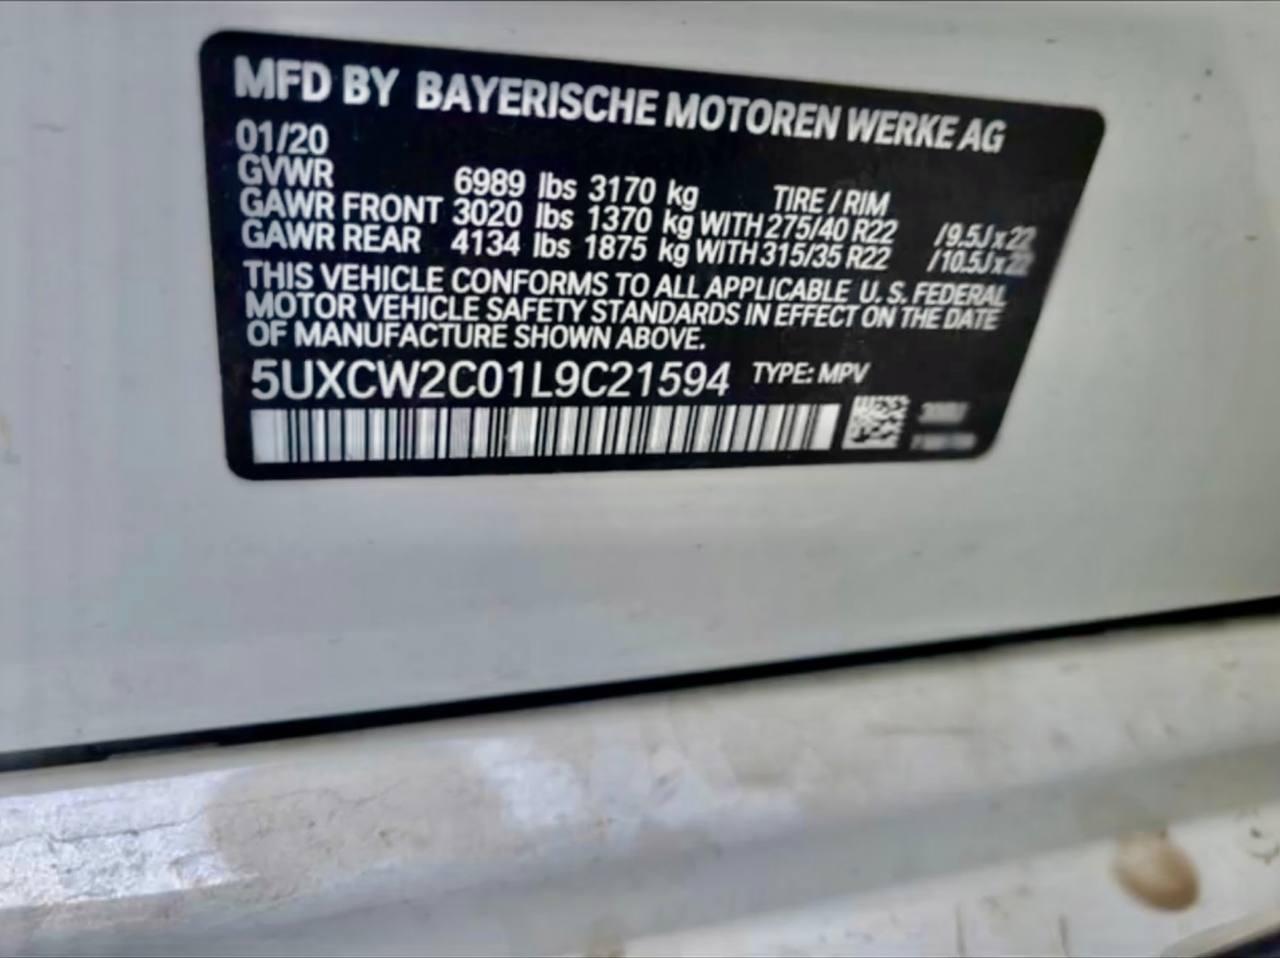 MFD BY BAYERISCHE MOTOREN WERKE AG
01/20
GVWR 6989 lbs 3170 kg TIRE / RIM
GAWR FRONT 3020 lbs 1370 kg WITH 275/40 R22 /9.5J x 22
GAWR REAR 4134 lbs 1875 kg WITH 315/35 R22 /10.5J x 22
THIS VEHICLE CONFORMS TO ALL APPLICABLE U. S. FEDERAL
MOTOR VEHICLE SAFETY STANDARDS IN EFFECT ON THE DATE
OF MANUFACTURE SHOWN ABOVE.
5UXCW2C01L9C21594 TYPE: MPV